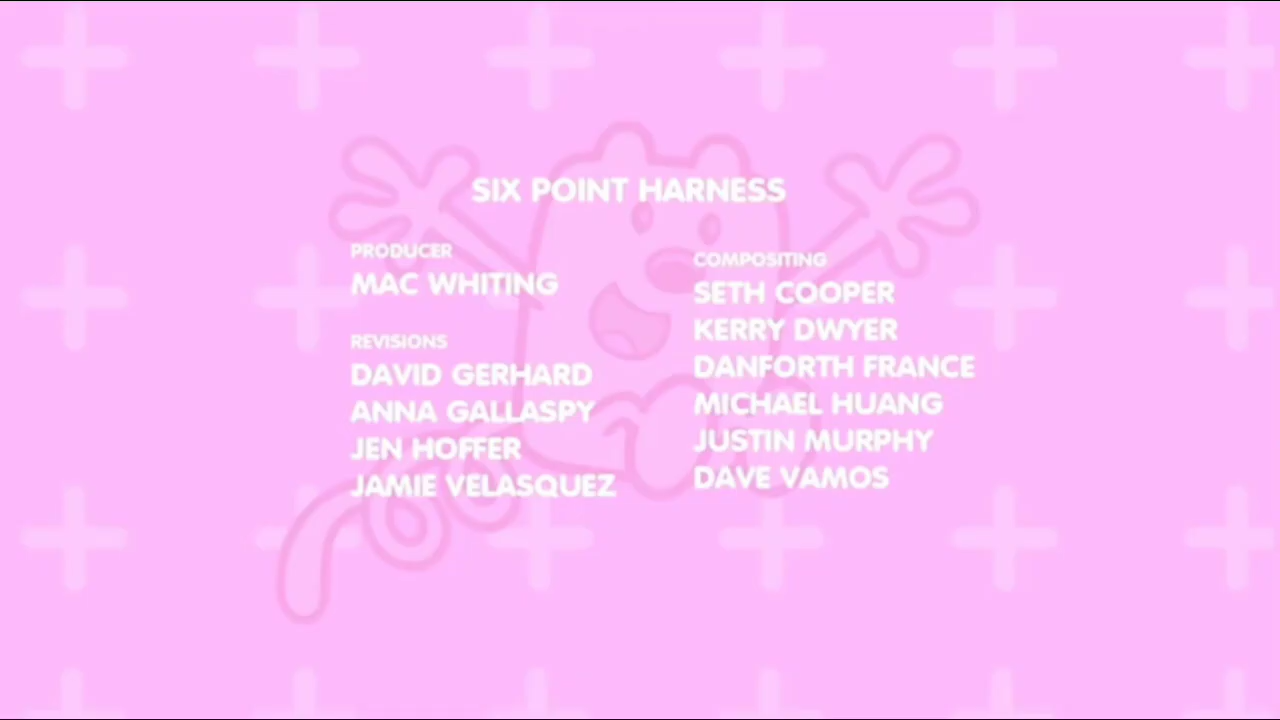 SIX POINT HARNESS
PRODUCER
MAC WHITING
REVISIONS
DAVID GERHARD
ANNA GALLASPY
JEN HOFFER
JAMIE VELASQUEZ
COMPOSITING
SETH COOPER
KERRY DWYER
DANFORTH FRANCE
MICHAEL HUANG
JUSTIN MURPHY
DAVE VAMOS